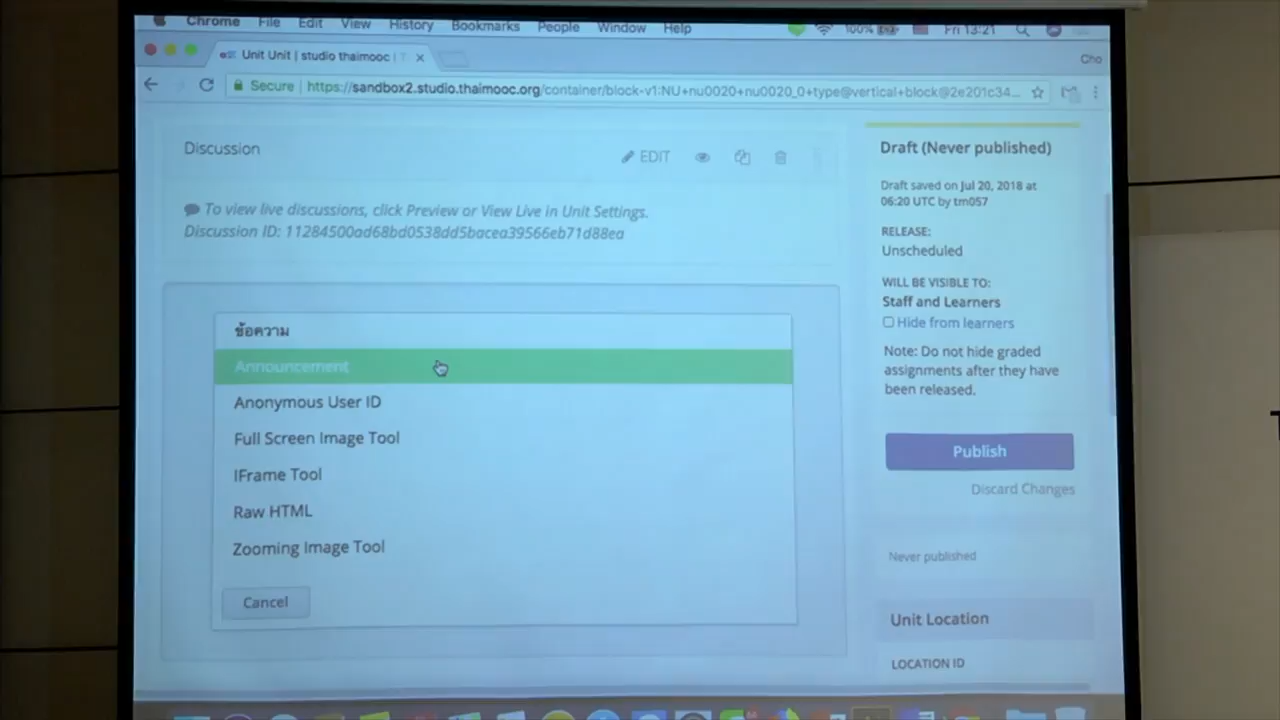 Chrome File Edit View History Bookmarks People Window Help 100% Fri 13:21
Unit Unit | studio thaimooc | T
Cho
Secure https://sandbox2.studio.thaimooc.org/container/block-v1:NU+nu0020+nu0020_0+type@vertical+block@2e201c34...
Discussion
EDIT
To view live discussions, click Preview or View Live in Unit Settings.
Discussion ID: 11284500ad68bd0538dd5bacea39566eb71d88ea
ข้อความ
Announcement
Anonymous User ID
Full Screen Image Tool
IFrame Tool
Raw HTML
Zooming Image Tool
Cancel
Draft (Never published)
Draft saved on Jul 20, 2018 at
06:20 UTC by tm057
RELEASE:
Unscheduled
WILL BE VISIBLE TO:
Staff and Learners
Hide from learners
Note: Do not hide graded
assignments after they have
been released.
Publish
Discard Changes
Never published
Unit Location
LOCATION ID